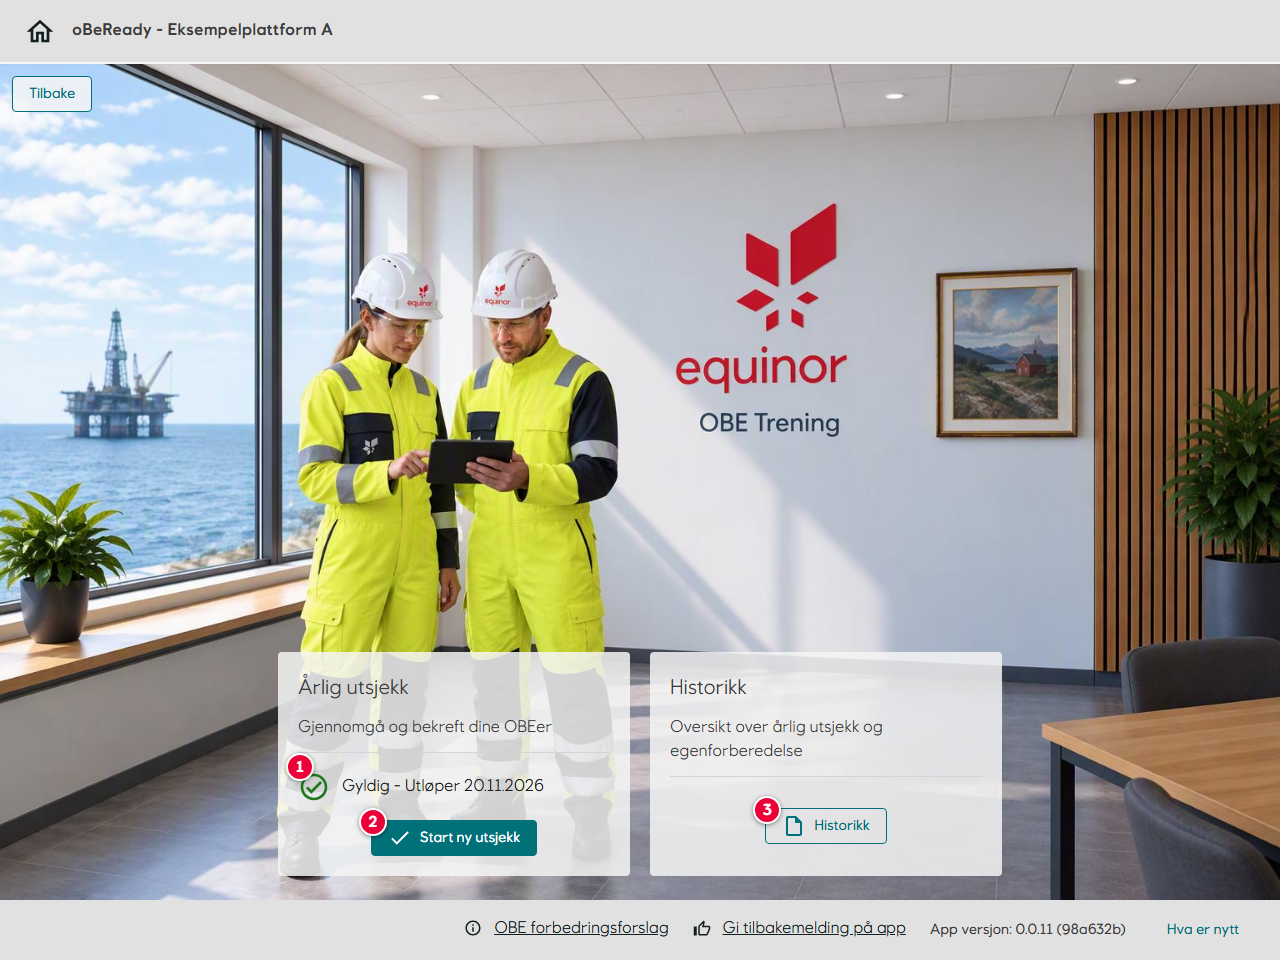 oBeReady - Eksempelplattform A
Tilbake
equinor
equinor
equinor
OBE Trening
Årlig utsjekk
Gjennomgå og bekreft dine OBEer
1
Gyldig - Utløper 20.11.2026
2
Start ny utsjekk
Historikk
Oversikt over årlig utsjekk og
egenforberedelse
3
Historikk
OBE forbedringsforslag
Gi tilbakemelding på app
App versjon: 0.0.11 (98a632b)
Hva er nytt